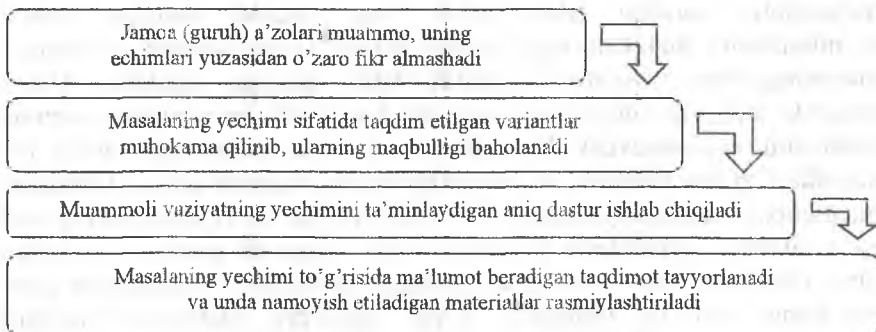 Jamoa (guruh) a’zolari muammo, uning
echimlari yuzasidan o’zaro fikr almashadi
Masalaning yechimi sifatida taqdim etilgan variantlar
muhokama qilinib, ularning maqbulligi baholanadi
Muammoli vaziyatning yechimini ta’minlaydigan aniq dastur ishlab chiqiladi
Masalaning yechimi to’g’risida ma’lumot beradigan taqdimot tayyorlanadi
va unda namoyish etiladigan materiallar rasmiylashtiriladi